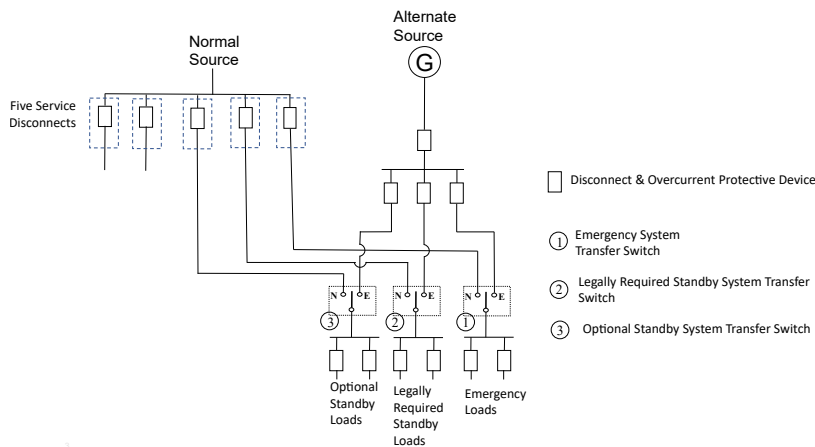 Normal
Source
Alternate
Source
G
Five Service
Disconnects
Disconnect & Overcurrent Protective Device
1 Emergency System
Transfer Switch
2 Legally Required Standby System Transfer
Switch
3 Optional Standby System Transfer Switch
N E N E N E
3 2 1
Optional
Standby
Loads
Legally
Required
Standby
Loads
Emergency
Loads